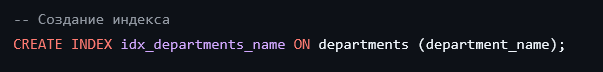 -- Создание индекса
CREATE INDEX idx_departments_name ON departments (department_name);